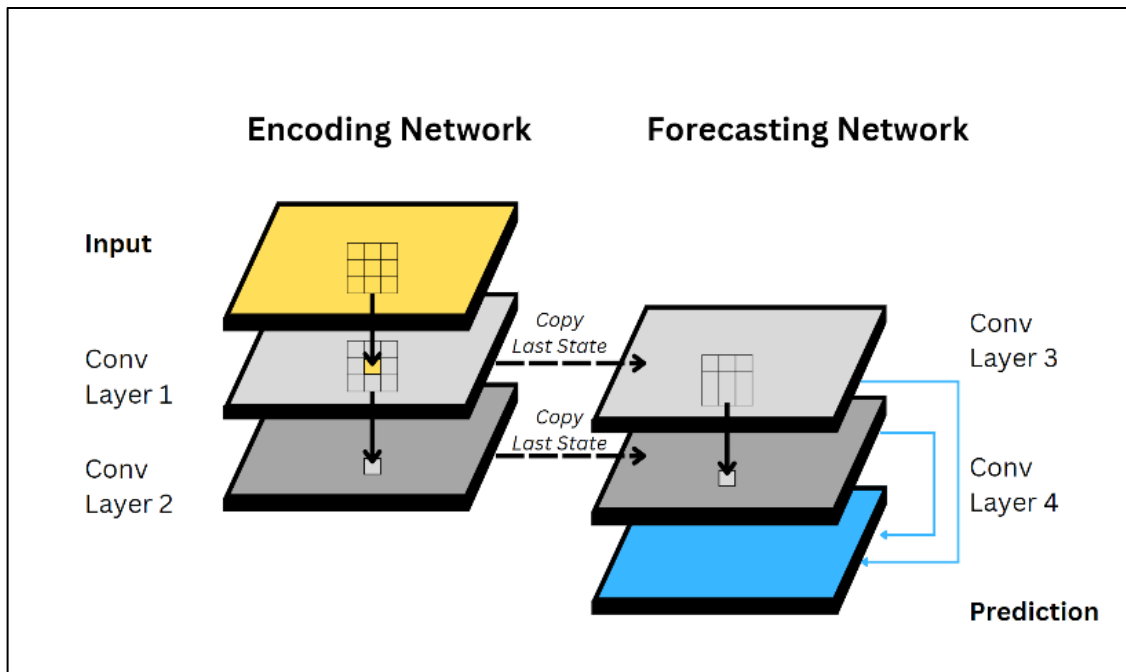 Encoding Network
Forecasting Network
Input
Copy
Last State
Conv
Layer 1
Conv
Layer 3
Copy
Last State
Conv
Layer 2
Conv
Layer 4
Prediction